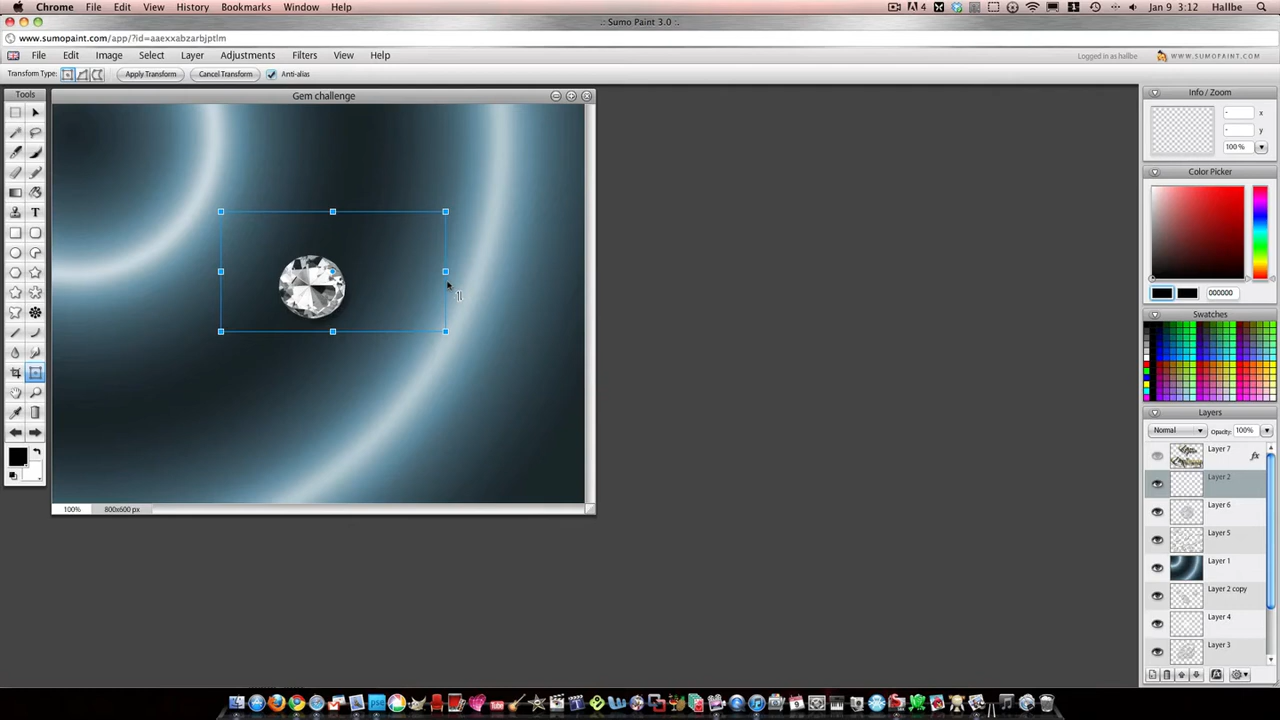 Chrome File Edit View History Bookmarks Window Help 4 1 Jan 9 3:12 Hallbe
.: Sumo Paint 3.0 :.
www.sumopaint.com/app/?id=aaexxabzarbjptlm
File Edit Image Select Layer Adjustments Filters View Help Logged in as hallbe WWW.SUMOPAINT.COM
Transform Type: Apply Transform Cancel Transform Anti-alias
Tools
Gem challenge
Info / Zoom
- x
- y
100 %
Color Picker
000000
Swatches
Layers
Normal Opacity: 100%
Layer 7 fx
Layer 2
Layer 6
Layer 5
Layer 1
Layer 2 copy
Layer 4
Layer 3
T
100% 800x600 px